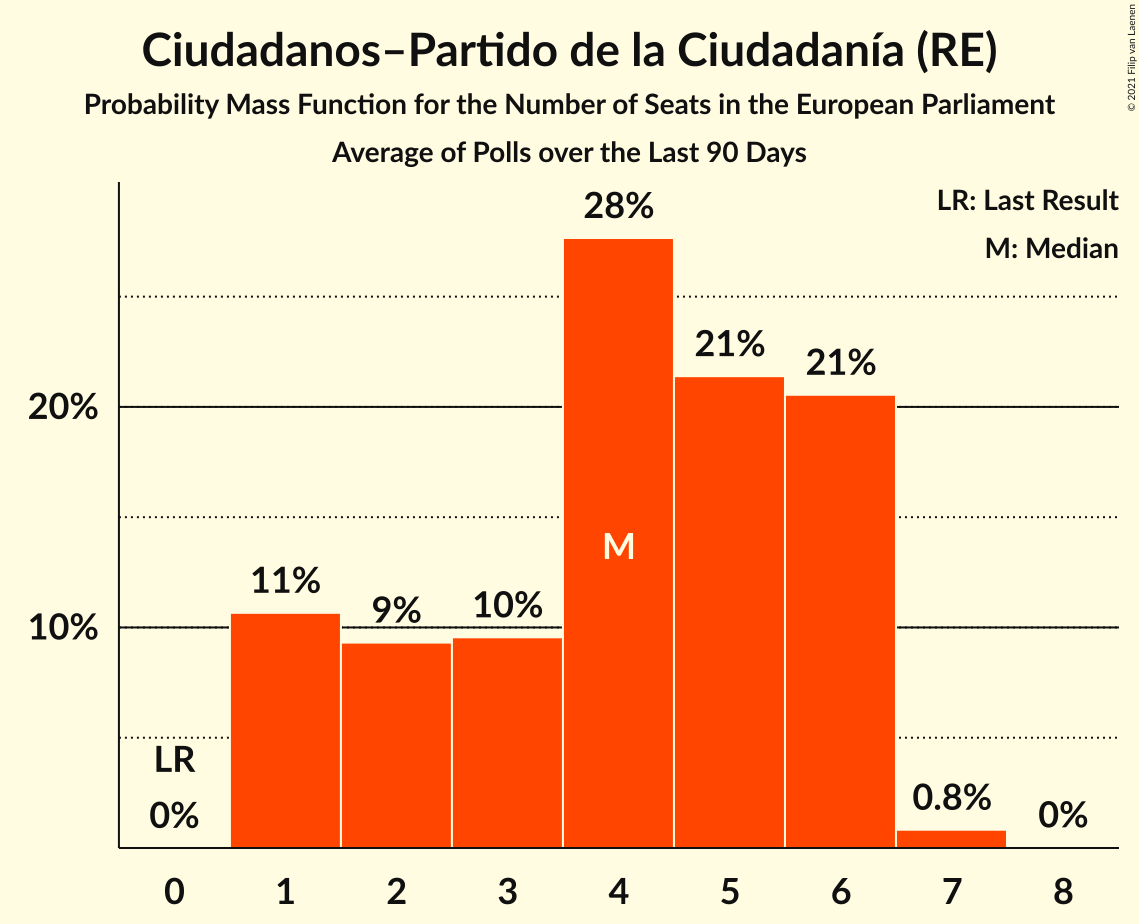 Ciudadanos–Partido de la Ciudadanía (RE)
Probability Mass Function for the Number of Seats in the European Parliament
Average of Polls over the Last 90 Days
© 2021 Filip van Laenen
LR: Last Result
M: Median
28%
21%
21%
20%
M
11%
9%
10%
10%
LR
0%
0.8%
0%
0 1 2 3 4 5 6 7 8